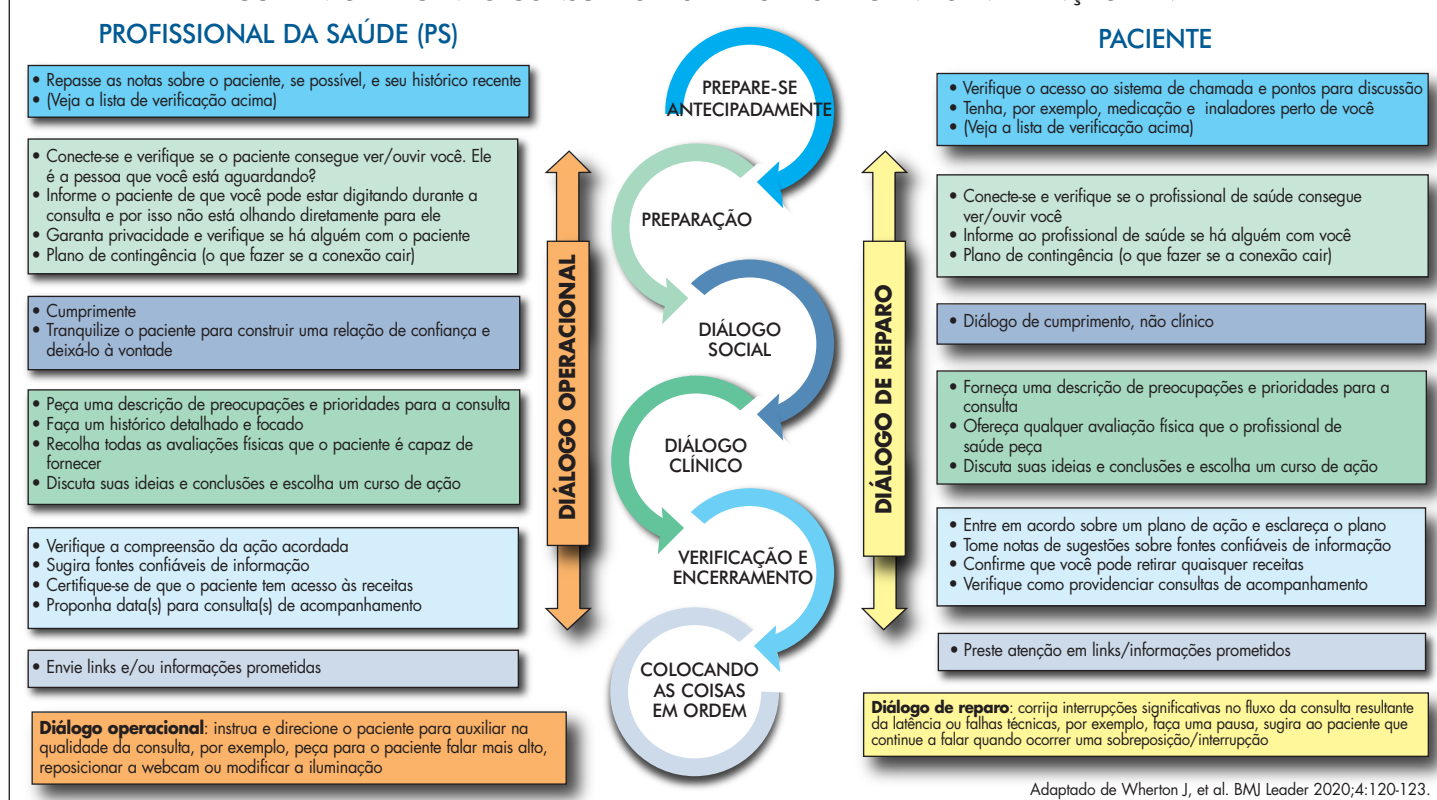 PROFISSIONAL DA SAÚDE (PS)
• Repasse as notas sobre o paciente, se possível, e seu histórico recente
• (Veja a lista de verificação acima)
• Conecte-se e verifique se o paciente consegue ver/ouvir você. Ele
é a pessoa que você está aguardando?
• Informe o paciente de que você pode estar digitando durante a
consulta e por isso não está olhando diretamente para ele
• Garanta privacidade e verifique se há alguém com o paciente
• Plano de contingência (o que fazer se a conexão cair)
• Cumprimente
• Tranquilize o paciente para construir uma relação de confiança e
deixá-lo à vontade
• Peça uma descrição de preocupações e prioridades para a consulta
• Faça um histórico detalhado e focado
• Recolha todas as avaliações físicas que o paciente é capaz de
fornecer
• Discuta suas ideias e conclusões e escolha um curso de ação
• Verifique a compreensão da ação acordada
• Sugira fontes confiáveis de informação
• Certifique-se de que o paciente tem acesso às receitas
• Proponha data(s) para consulta(s) de acompanhamento
• Envie links e/ou informações prometidas
Diálogo operacional: instrua e direcione o paciente para auxiliar na
qualidade da consulta, por exemplo, peça para o paciente falar mais alto,
reposicionar a webcam ou modificar a iluminação
DIÁLOGO OPERACIONAL
PREPARE-SE
ANTECIPADAMENTE
PREPARAÇÃO
DIÁLOGO
SOCIAL
DIÁLOGO
CLÍNICO
VERIFICAÇÃO E
ENCERRAMENTO
COLOCANDO
AS COISAS
EM ORDEM
DIÁLOGO DE REPARO
PACIENTE
• Verifique o acesso ao sistema de chamada e pontos para discussão
• Tenha, por exemplo, medicação e inaladores perto de você
• (Veja a lista de verificação acima)
• Conecte-se e verifique se o profissional de saúde consegue
ver/ouvir você
• Informe ao profissional de saúde se há alguém com você
• Plano de contingência (o que fazer se a conexão cair)
• Diálogo de cumprimento, não clínico
• Forneça uma descrição de preocupações e prioridades para a
consulta
• Ofereça qualquer avaliação física que o profissional de
saúde peça
• Discuta suas ideias e conclusões e escolha um curso de ação
• Entre em acordo sobre um plano de ação e esclareça o plano
• Tome notas de sugestões sobre fontes confiáveis de informação
• Confirme que você pode retirar quaisquer receitas
• Verifique como providenciar consultas de acompanhamento
• Preste atenção em links/informações prometidos
Diálogo de reparo: corrija interrupções significativas no fluxo da consulta resultante
da latência ou falhas técnicas, por exemplo, faça uma pausa, sugira ao paciente que
continue a falar quando ocorrer uma sobreposição/interrupção
Adaptado de Wherton J, et al. BMJ Leader 2020;4:120-123.